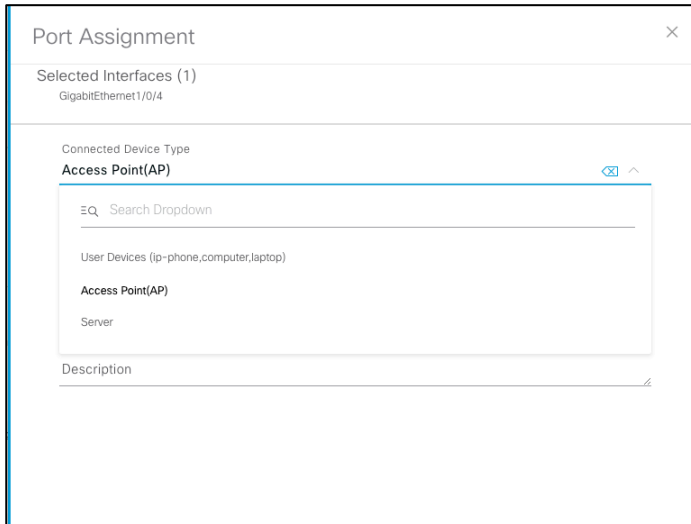 Port Assignment
Selected Interfaces (1)
GigabitEthernet1/0/4
Connected Device Type
Access Point(AP)
Search Dropdown
User Devices (ip-phone,computer,laptop)
Access Point(AP)
Server
Description